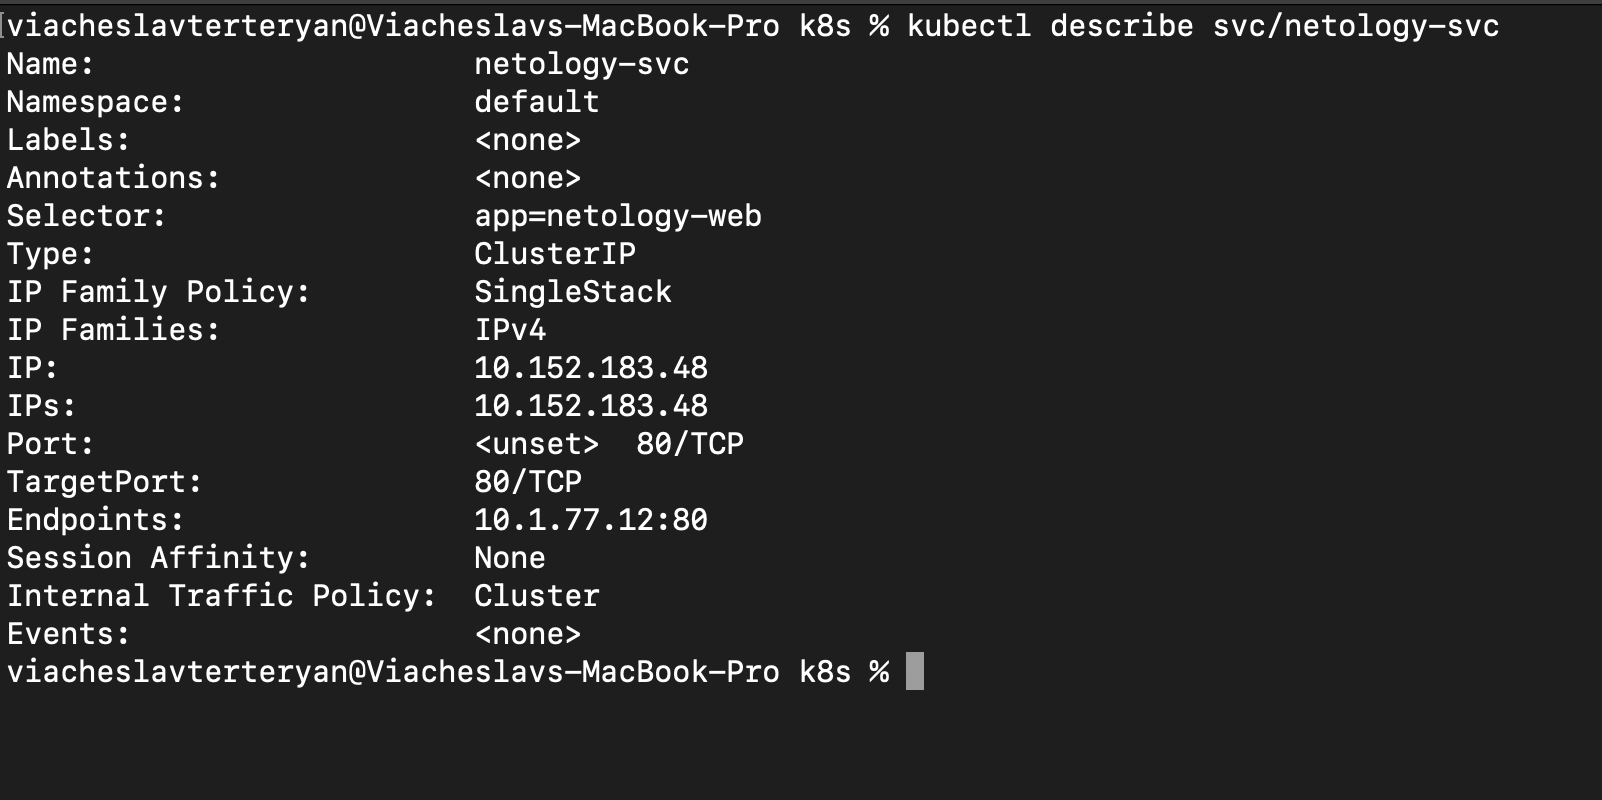 viacheslavterteryan@Viacheslavs-MacBook-Pro k8s % kubectl describe svc/netology-svc
Name:                     netology-svc
Namespace:                default
Labels:                   <none>
Annotations:              <none>
Selector:                 app=netology-web
Type:                     ClusterIP
IP Family Policy:         SingleStack
IP Families:              IPv4
IP:                       10.152.183.48
IPs:                      10.152.183.48
Port:                     <unset>  80/TCP
TargetPort:               80/TCP
Endpoints:                10.1.77.12:80
Session Affinity:         None
Internal Traffic Policy:  Cluster
Events:                   <none>
viacheslavterteryan@Viacheslavs-MacBook-Pro k8s %